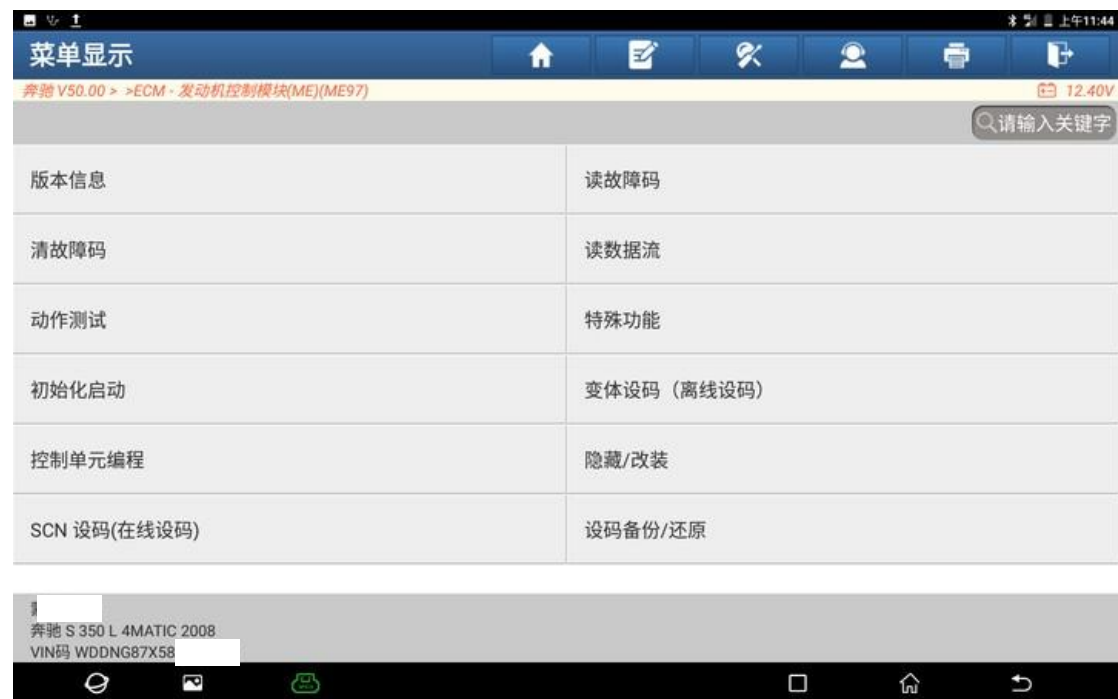 上午11:44
菜单显示
奔驰 V50.00 > >ECM - 发动机控制模块(ME)(ME97)
12.40V
请输入关键字
版本信息
读故障码
清故障码
读数据流
动作测试
特殊功能
初始化启动
变体设码（离线设码）
控制单元编程
隐藏/改装
SCN 设码(在线设码)
设码备份/还原
奔驰 S 350 L 4MATIC 2008
VIN码 WDDNG87X58